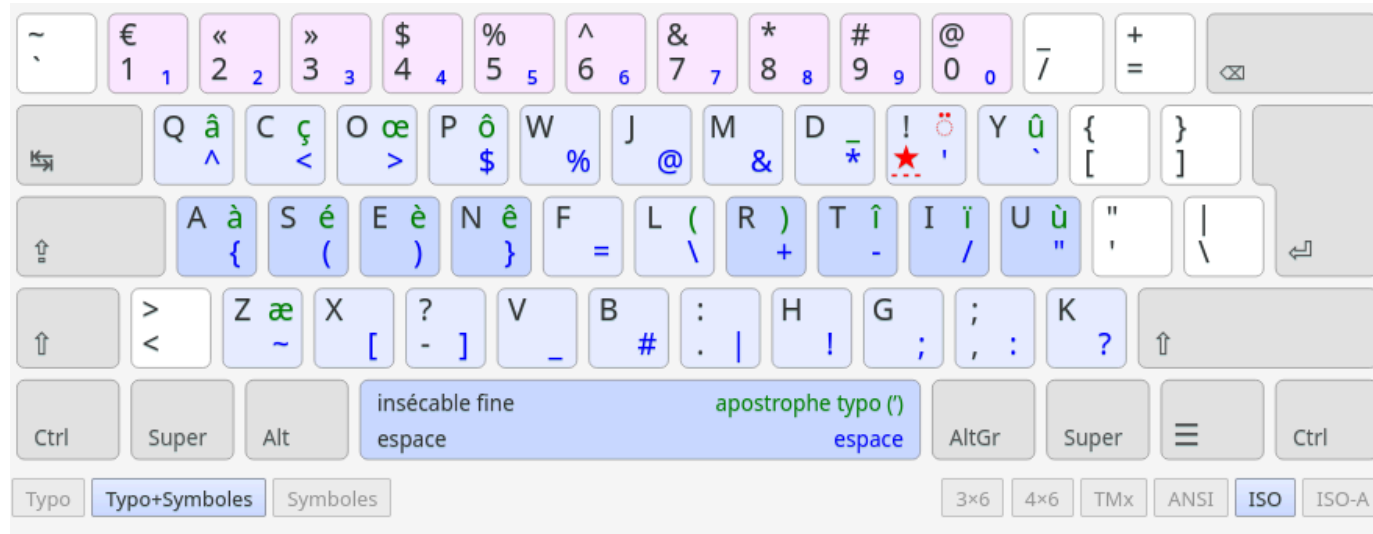 ~ € « » $ % ^ & * # @ _ +
` 1 1 2 2 3 3 4 4 5 5 6 6 7 7 8 8 9 9 0 0 / = ⌫
Q â C ç O œ P ô W J M D _ ! ̈ Y û { }
↹ ^ < > $ % @ & * ★ ' ` [ ]
A à S é E è N ê F L ( R ) T î I ï U ù " |
⇪ { ( ) } = \ + - / " ' \ ⏎
> Z æ X ? V B : H G ; K
⇧ < ~ [ - ] _ # . | ! ; , : ? ⇧
insécable fine apostrophe typo (’)
Ctrl Super Alt espace espace AltGr Super ☰ Ctrl
Typo Typo+Symboles Symboles 3×6 4×6 TMx ANSI ISO ISO-A